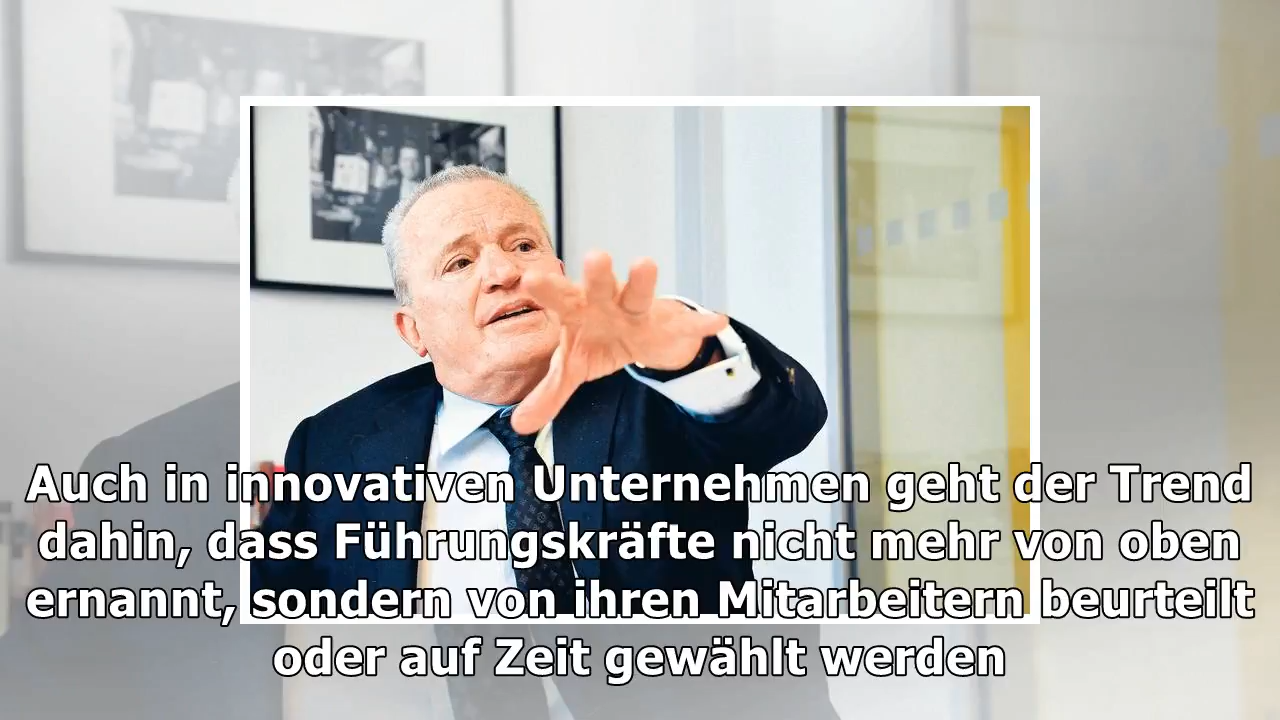 Auch in innovativen Unternehmen geht der Trend
dahin, dass Führungskräfte nicht mehr von oben
ernannt, sondern von ihren Mitarbeitern beurteilt
oder auf Zeit gewählt werden